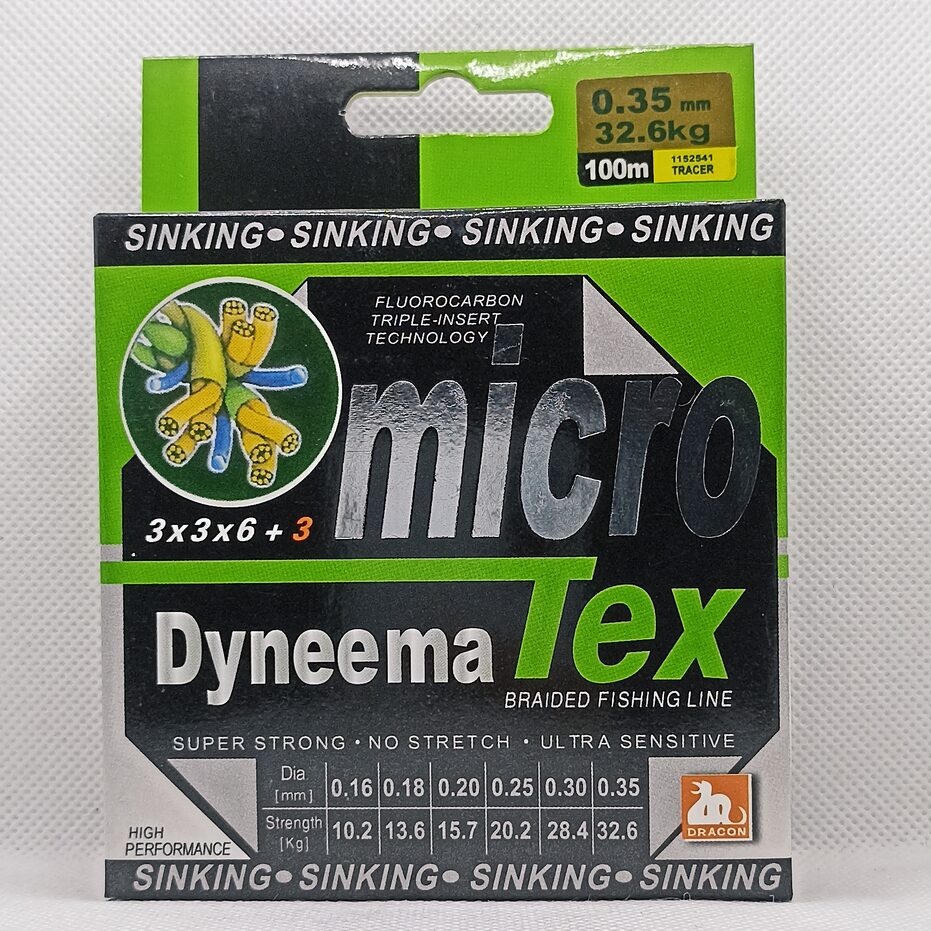 0.35 mm
32.6kg
100m
1152541
TRACER
SINKING • SINKING • SINKING • SINKING
FLUOROCARBON
TRIPLE-INSERT
TECHNOLOGY
micro
3x3x6 + 3
Tex
Dyneema
BRAIDED FISHING LINE
SUPER STRONG • NO STRETCH • ULTRA SENSITIVE
Dia [mm] 0.16 0.18 0.20 0.25 0.30 0.35
Strength [Kg] 10.2 13.6 15.7 20.2 28.4 32.6
DRACON
HIGH
PERFORMANCE
SINKING • SINKING • SINKING • SINKING